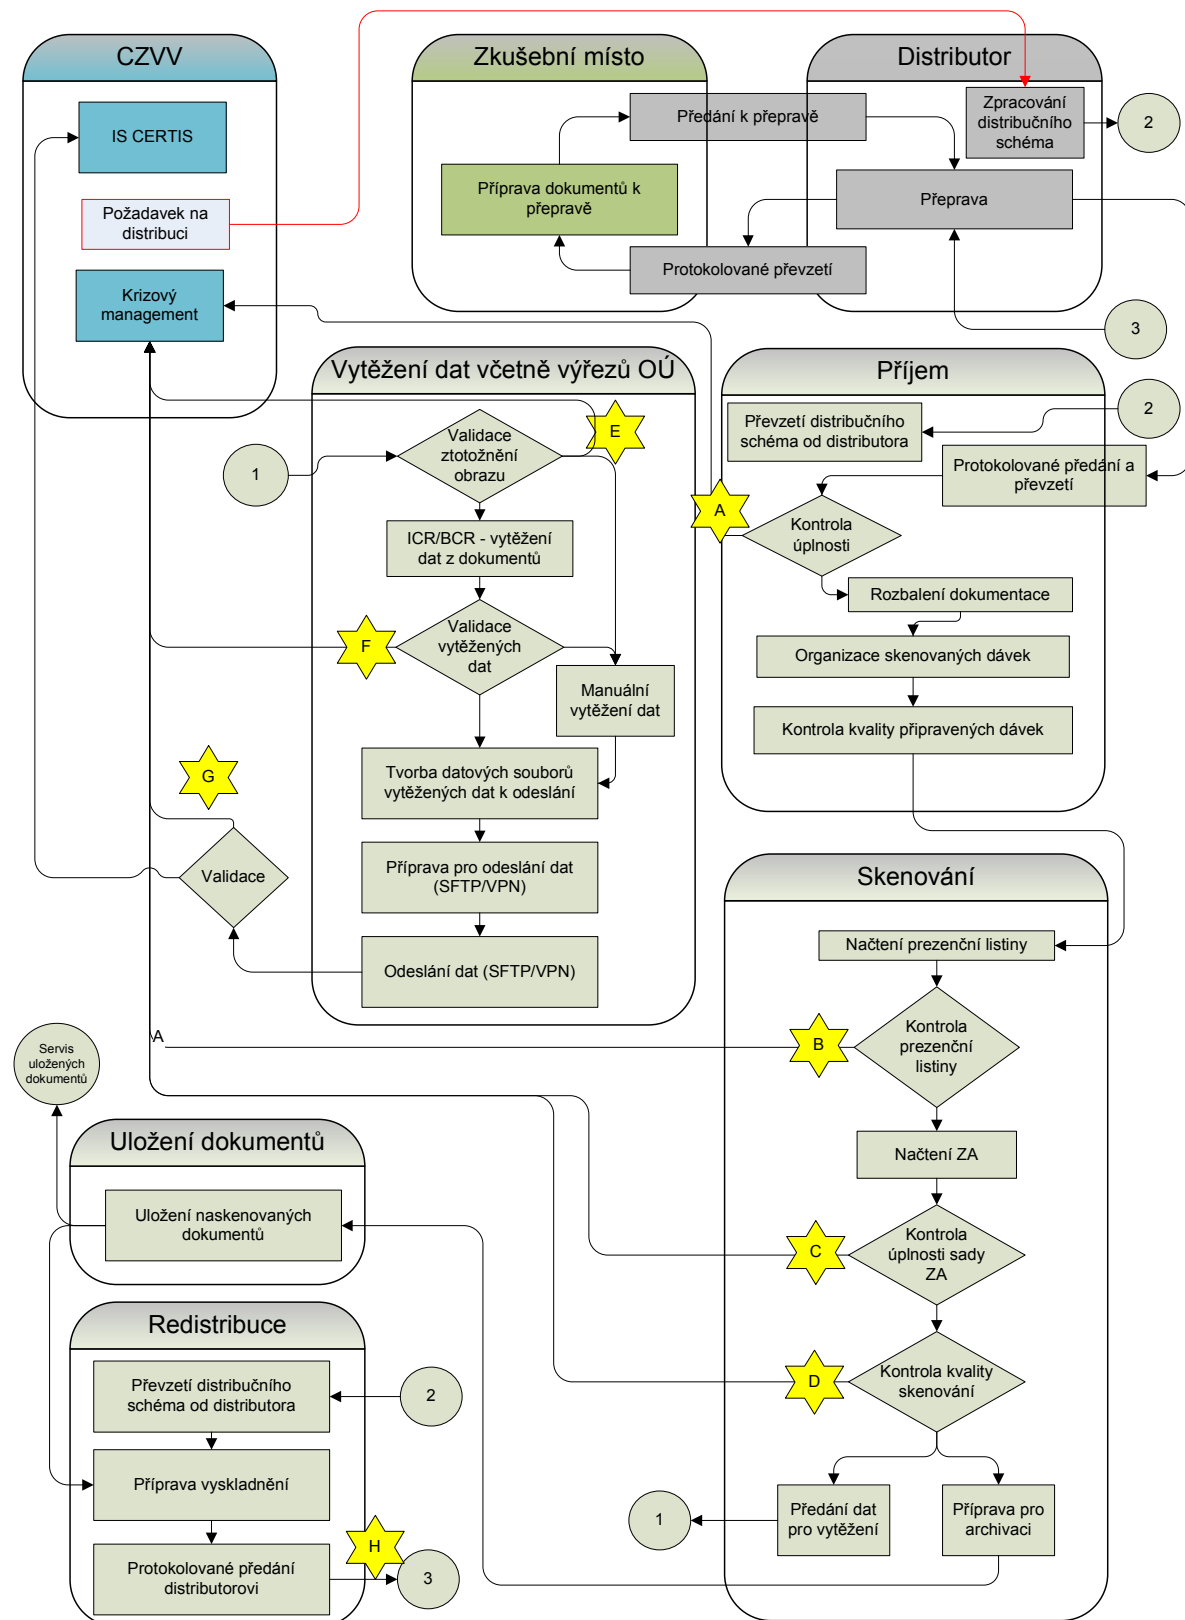 CZVV
IS CERTIS
Požadavek na
distribuci
Krizový
management
Zkušební místo
Předání k přepravě
Příprava dokumentů k
přepravě
Protokolované převzetí
Distributor
Zpracování
distribučního
schéma
2
Přeprava
3
Vytěžení dat včetně výřezů OÚ
E
Validace
ztotožnění
obrazu
1
ICR/BCR - vytěžení
dat z dokumentů
F
Validace
vytěžených
dat
Manuální
vytěžení dat
Tvorba datových souborů
vytěžených dat k odeslání
Příprava pro odeslání dat
(SFTP/VPN)
Odeslání dat (SFTP/VPN)
G
Validace
Příjem
Převzetí distribučního
schéma od distributora
2
Protokolované předání a
převzetí
A
Kontrola
úplnosti
Rozbalení dokumentace
Organizace skenovaných dávek
Kontrola kvality připravených dávek
Skenování
Načtení prezenční listiny
B
Kontrola
prezenční
listiny
A
Načtení ZA
C
Kontrola
úplnosti sady
ZA
D
Kontrola kvality
skenování
Předání dat
pro vytěžení
Příprava pro
archivaci
1
Servis
uložených
dokumentů
Uložení dokumentů
Uložení naskenovaných
dokumentů
Redistribuce
Převzetí distribučního
schéma od distributora
2
Příprava vyskladnění
Protokolované předání
distributorovi
H
3